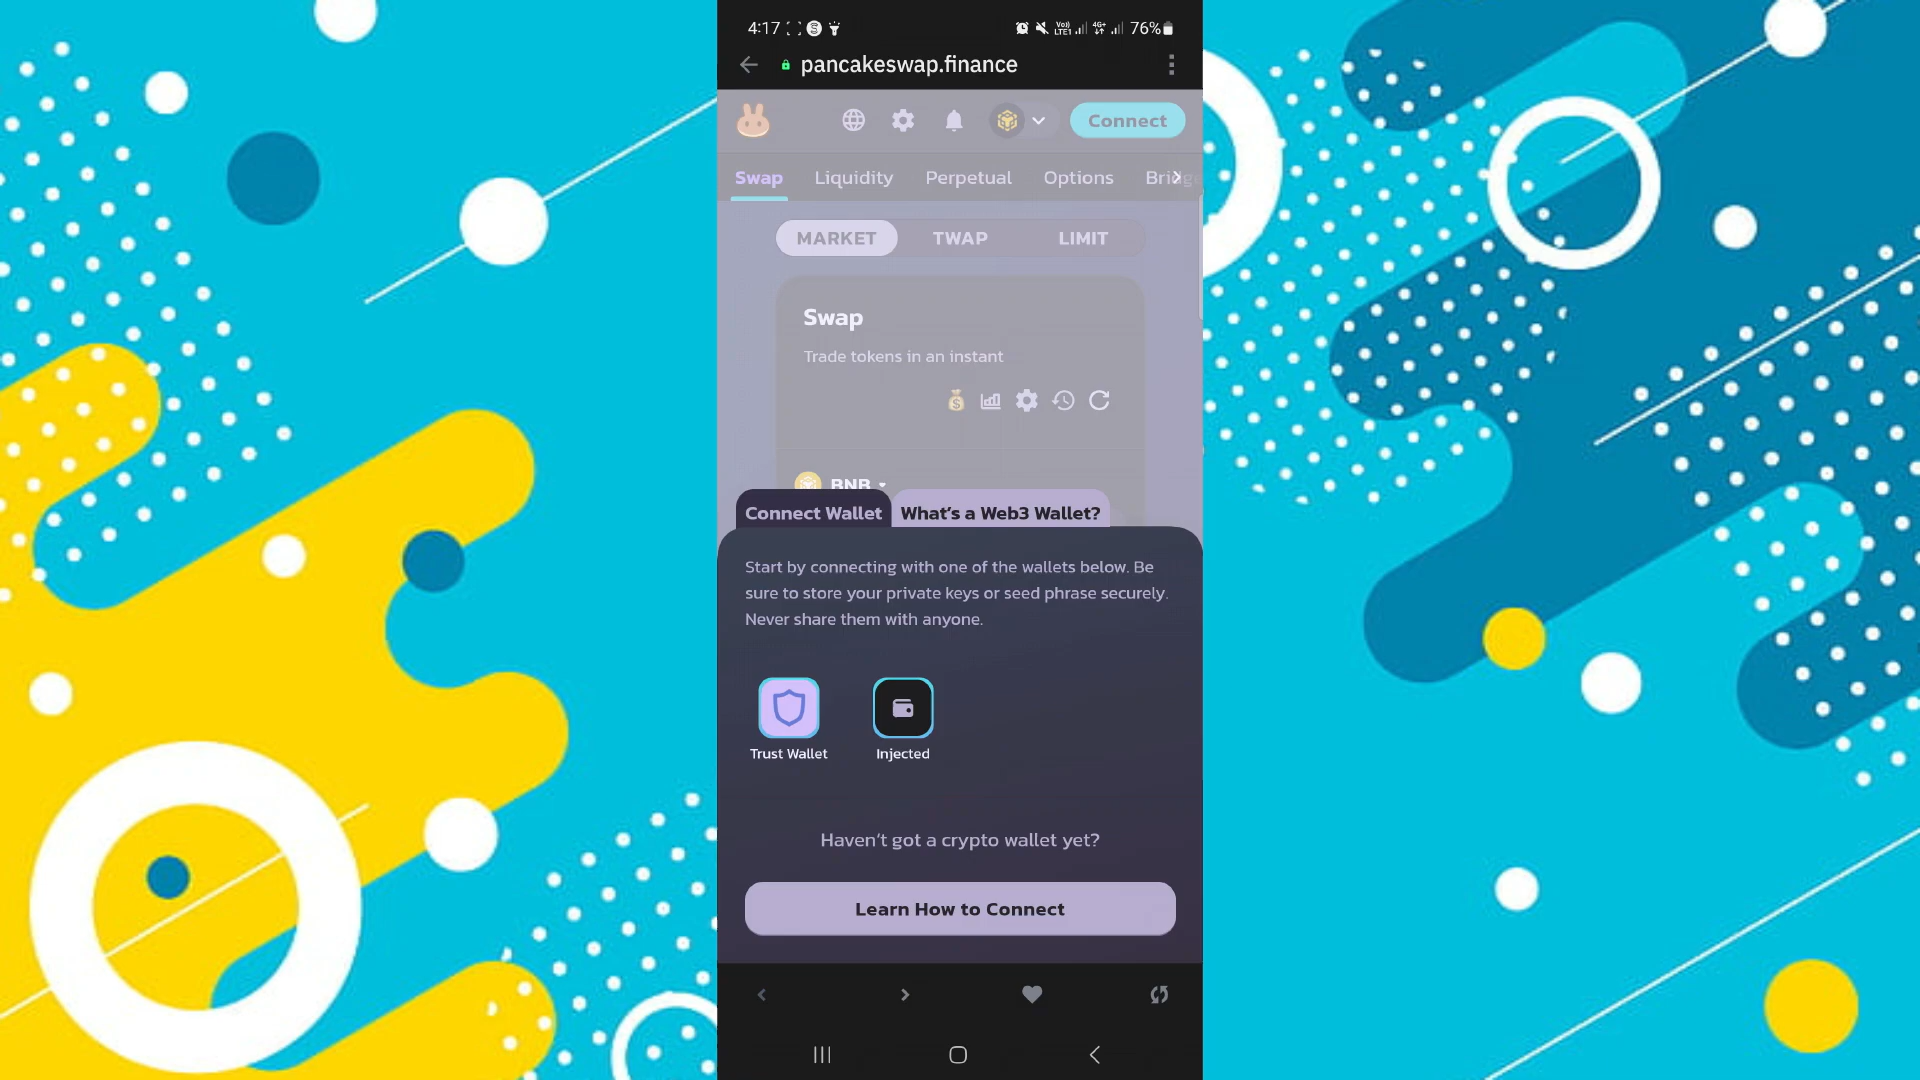 4:17 76%
pancakeswap.finance
Connect
Swap Liquidity Perpetual Options
MARKET TWAP LIMIT
Swap
Trade tokens in an instant
BNB
Connect Wallet What's a Web3 Wallet?
Start by connecting with one of the wallets below. Be
sure to store your private keys or seed phrase securely.
Never share them with anyone.
Trust Wallet Injected
Haven't got a crypto wallet yet?
Learn How to Connect